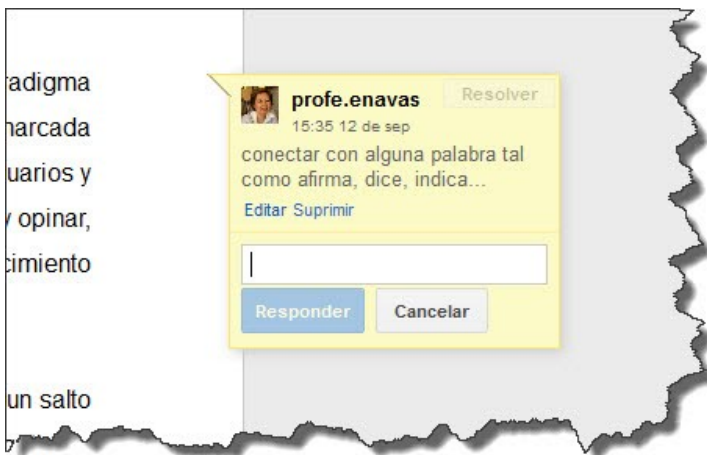 adigma
narcada
uarios y
y opinar,
cimiento
un salto
profe.enavas
Resolver
15:35 12 de sep
conectar con alguna palabra tal
como afirma, dice, indica...
Editar Suprimir
Responder
Cancelar